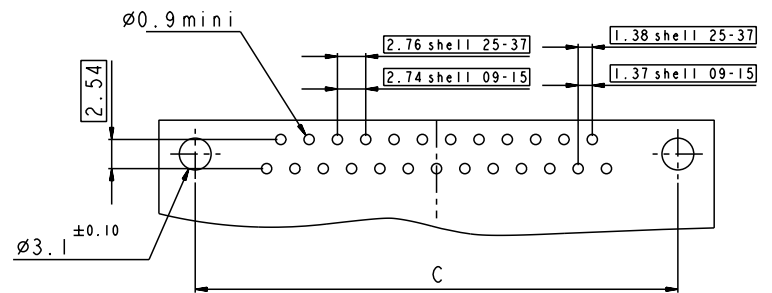 Ø0.9 mini
2.76 shell 25-37
1.38 shell 25-37
2.74 shell 09-15
1.37 shell 09-15
2.54
Ø3.1 ±0.10
C